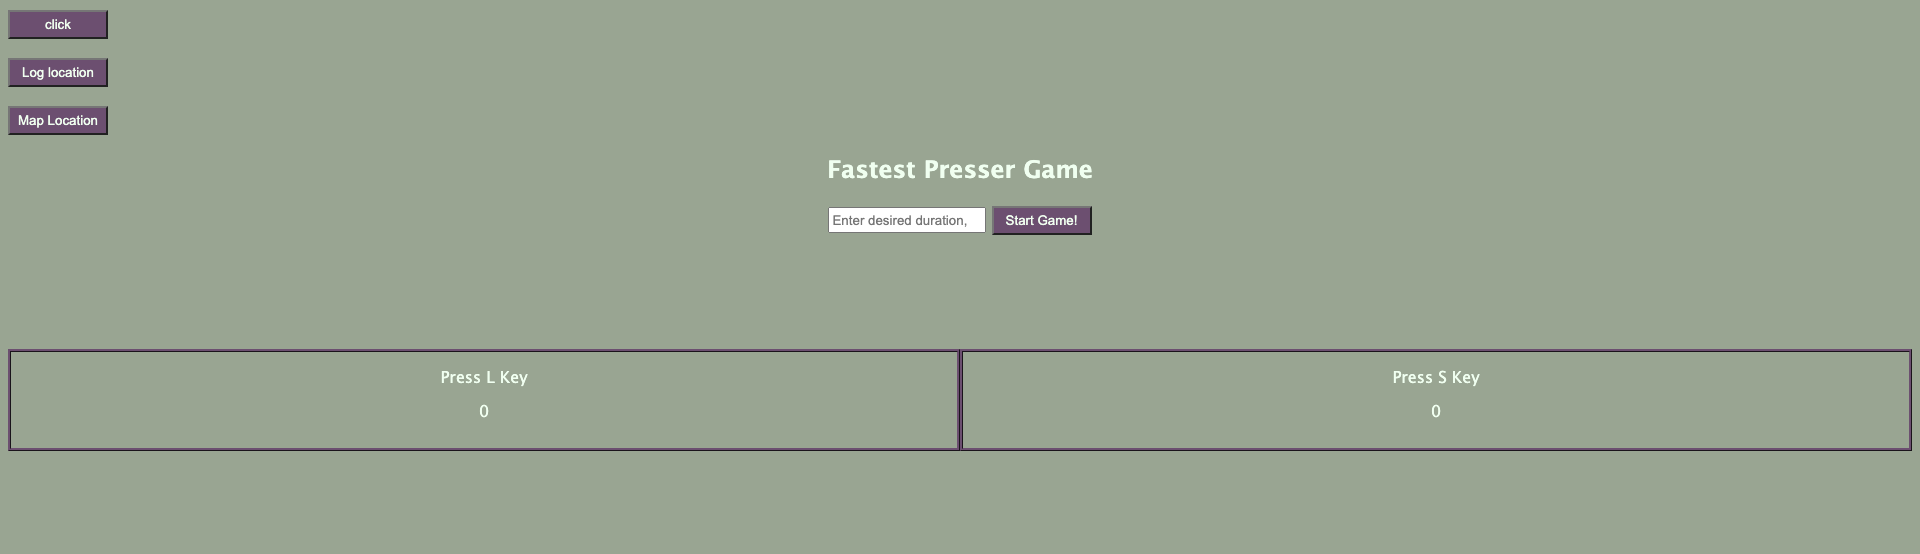 click
Log location
Map Location
Fastest Presser Game
Enter desired duration,
Start Game!
Press L Key
0
Press S Key
0